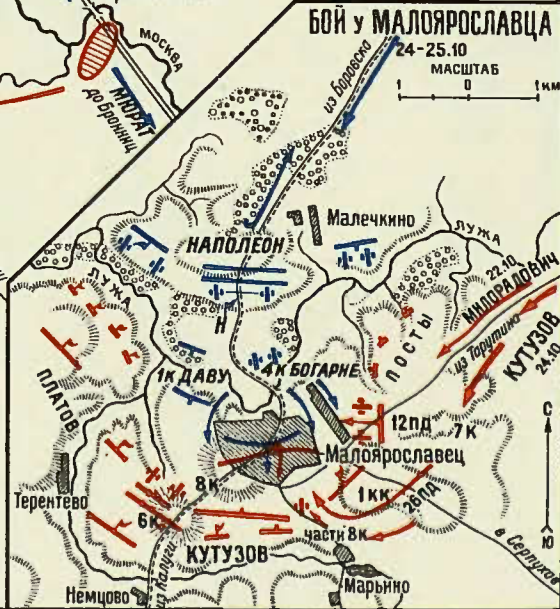 БОЙ У МАЛОЯРОСЛАВЦА
24-25.10
МАСШТАБ
1 0 1 км
МОСКВА
МЮРАТ
до Бронниц
из Боровска
Малечкино
НАПОЛЕОН
ЛУЖА
ЛУЖА
22.10
МИЛОРАДОВИЧ
из Тарутино
КУТУЗОВ
24.10
ПОСТЫ
Н
ПЛАТОВ
1К ДАВУ
4К БОГАРНЕ
12ПД
7К
Малоярославец
8К
1КК
26ПД
Терентево
6К
КУТУЗОВ
части 8К
С
Ю
в Серпухов
из Калуги
Немцово
Марьино